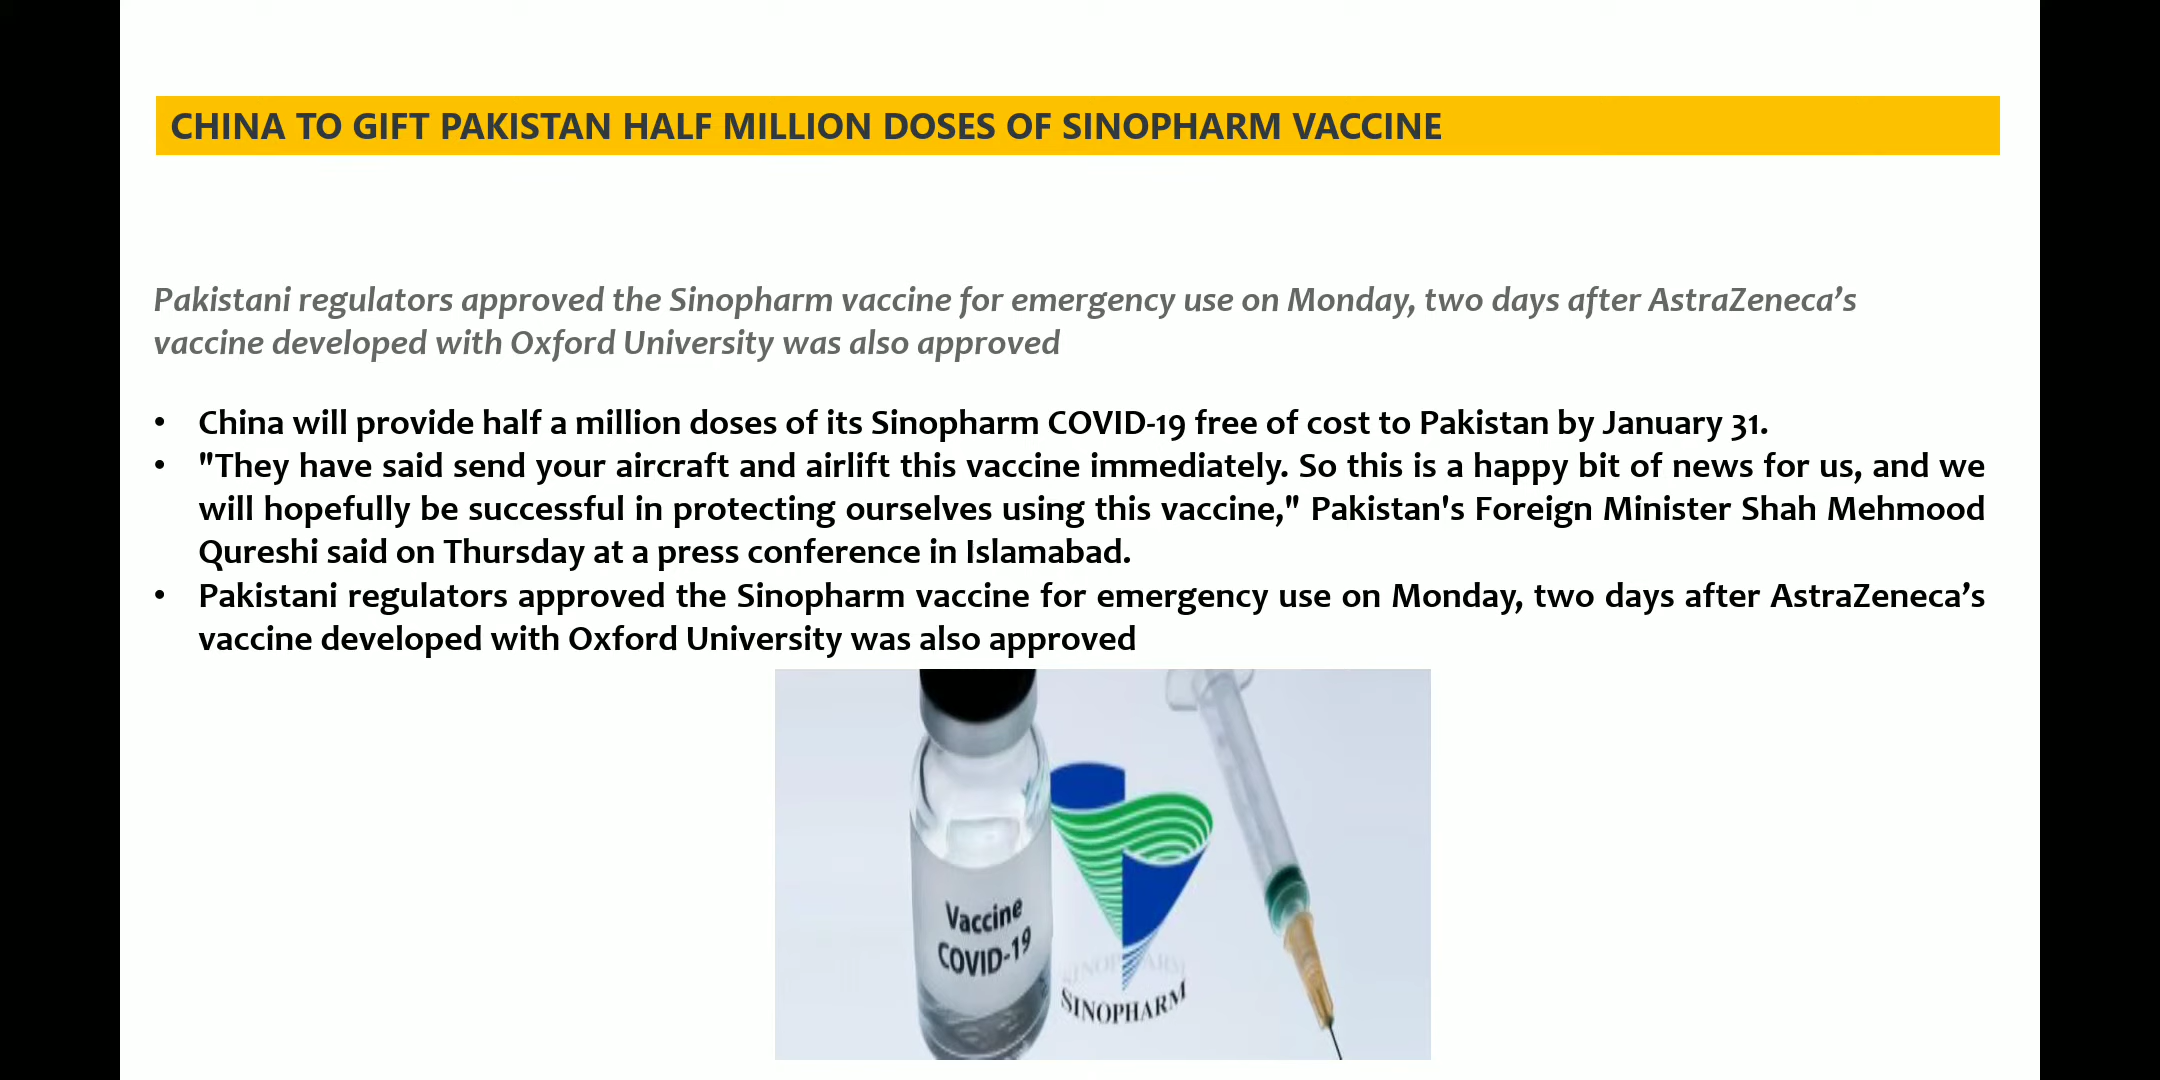 CHINA TO GIFT PAKISTAN HALF MILLION DOSES OF SINOPHARM VACCINE
Pakistani regulators approved the Sinopharm vaccine for emergency use on Monday, two days after AstraZeneca’s
vaccine developed with Oxford University was also approved
• China will provide half a million doses of its Sinopharm COVID-19 free of cost to Pakistan by January 31.
• "They have said send your aircraft and airlift this vaccine immediately. So this is a happy bit of news for us, and we
will hopefully be successful in protecting ourselves using this vaccine," Pakistan's Foreign Minister Shah Mehmood
Qureshi said on Thursday at a press conference in Islamabad.
• Pakistani regulators approved the Sinopharm vaccine for emergency use on Monday, two days after AstraZeneca’s
vaccine developed with Oxford University was also approved
Vaccine
COVID-19
SINOPHARM